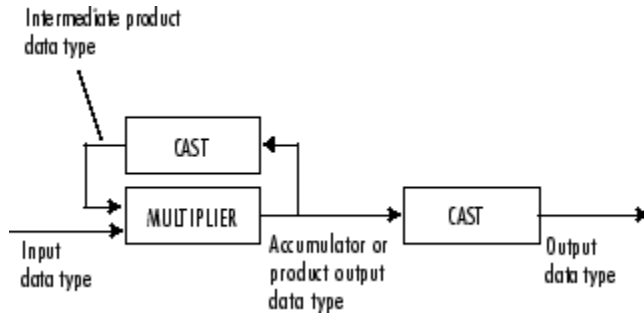 Intermediate product
data type
CAST
MULTIPLIER
CAST
Input
data type
Accumulator or
product output
data type
Output
data type